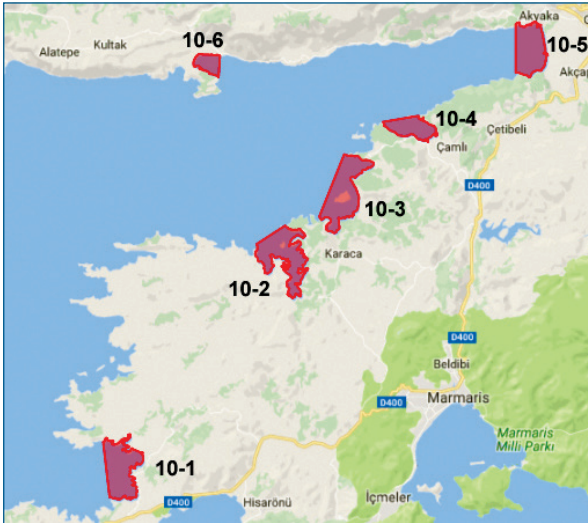 Akyaka
10-6
Kultak
Alatepe
10-5
Akçap
10-4
Çetibeli
Çamlı
D400
10-3
Karaca
10-2
D400
Beldibi
Marmaris
D400
Marmaris
Milli Parkı
10-1
İçmeler
D400
Hisarönü